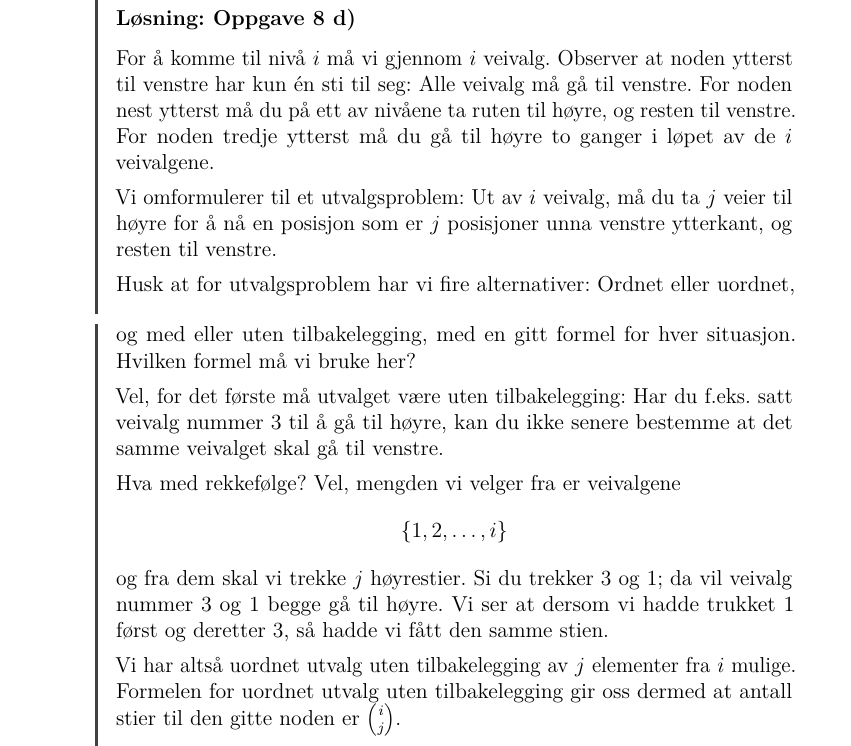 Løsning: Oppgave 8 d)
For å komme til nivå i må vi gjennom i veivalg. Observer at noden ytterst
til venstre har kun én sti til seg: Alle veivalg må gå til venstre. For noden
nest ytterst må du på ett av nivåene ta ruten til høyre, og resten til venstre.
For noden tredje ytterst må du gå til høyre to ganger i løpet av de i
veivalgene.
Vi omformulerer til et utvalgsproblem: Ut av i veivalg, må du ta j veier til
høyre for å nå en posisjon som er j posisjoner unna venstre ytterkant, og
resten til venstre.
Husk at for utvalgsproblem har vi fire alternativer: Ordnet eller uordnet,
og med eller uten tilbakelegging, med en gitt formel for hver situasjon.
Hvilken formel må vi bruke her?
Vel, for det første må utvalget være uten tilbakelegging: Har du f.eks. satt
veivalg nummer 3 til å gå til høyre, kan du ikke senere bestemme at det
samme veivalget skal gå til venstre.
Hva med rekkefølge? Vel, mengden vi velger fra er veivalgene
{1, 2, . . . , i}
og fra dem skal vi trekke j høyrestier. Si du trekker 3 og 1; da vil veivalg
nummer 3 og 1 begge gå til høyre. Vi ser at dersom vi hadde trukket 1
først og deretter 3, så hadde vi fått den samme stien.
Vi har altså uordnet utvalg uten tilbakelegging av j elementer fra i mulige.
Formelen for uordnet utvalg uten tilbakelegging gir oss dermed at antall
stier til den gitte noden er (i j).